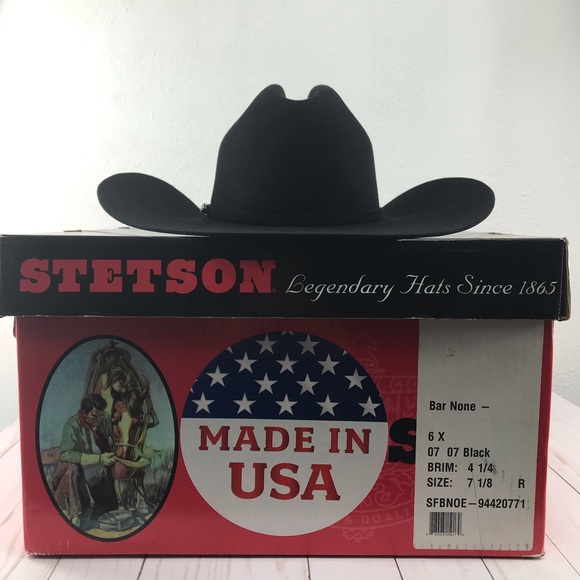 STETSON Legendary Hats Since 1865
MADE IN
USA
Bar None -
6 X
07 07 Black
BRIM: 4 1/4
SIZE: 7 1/8 R
SFBNOE-94420771